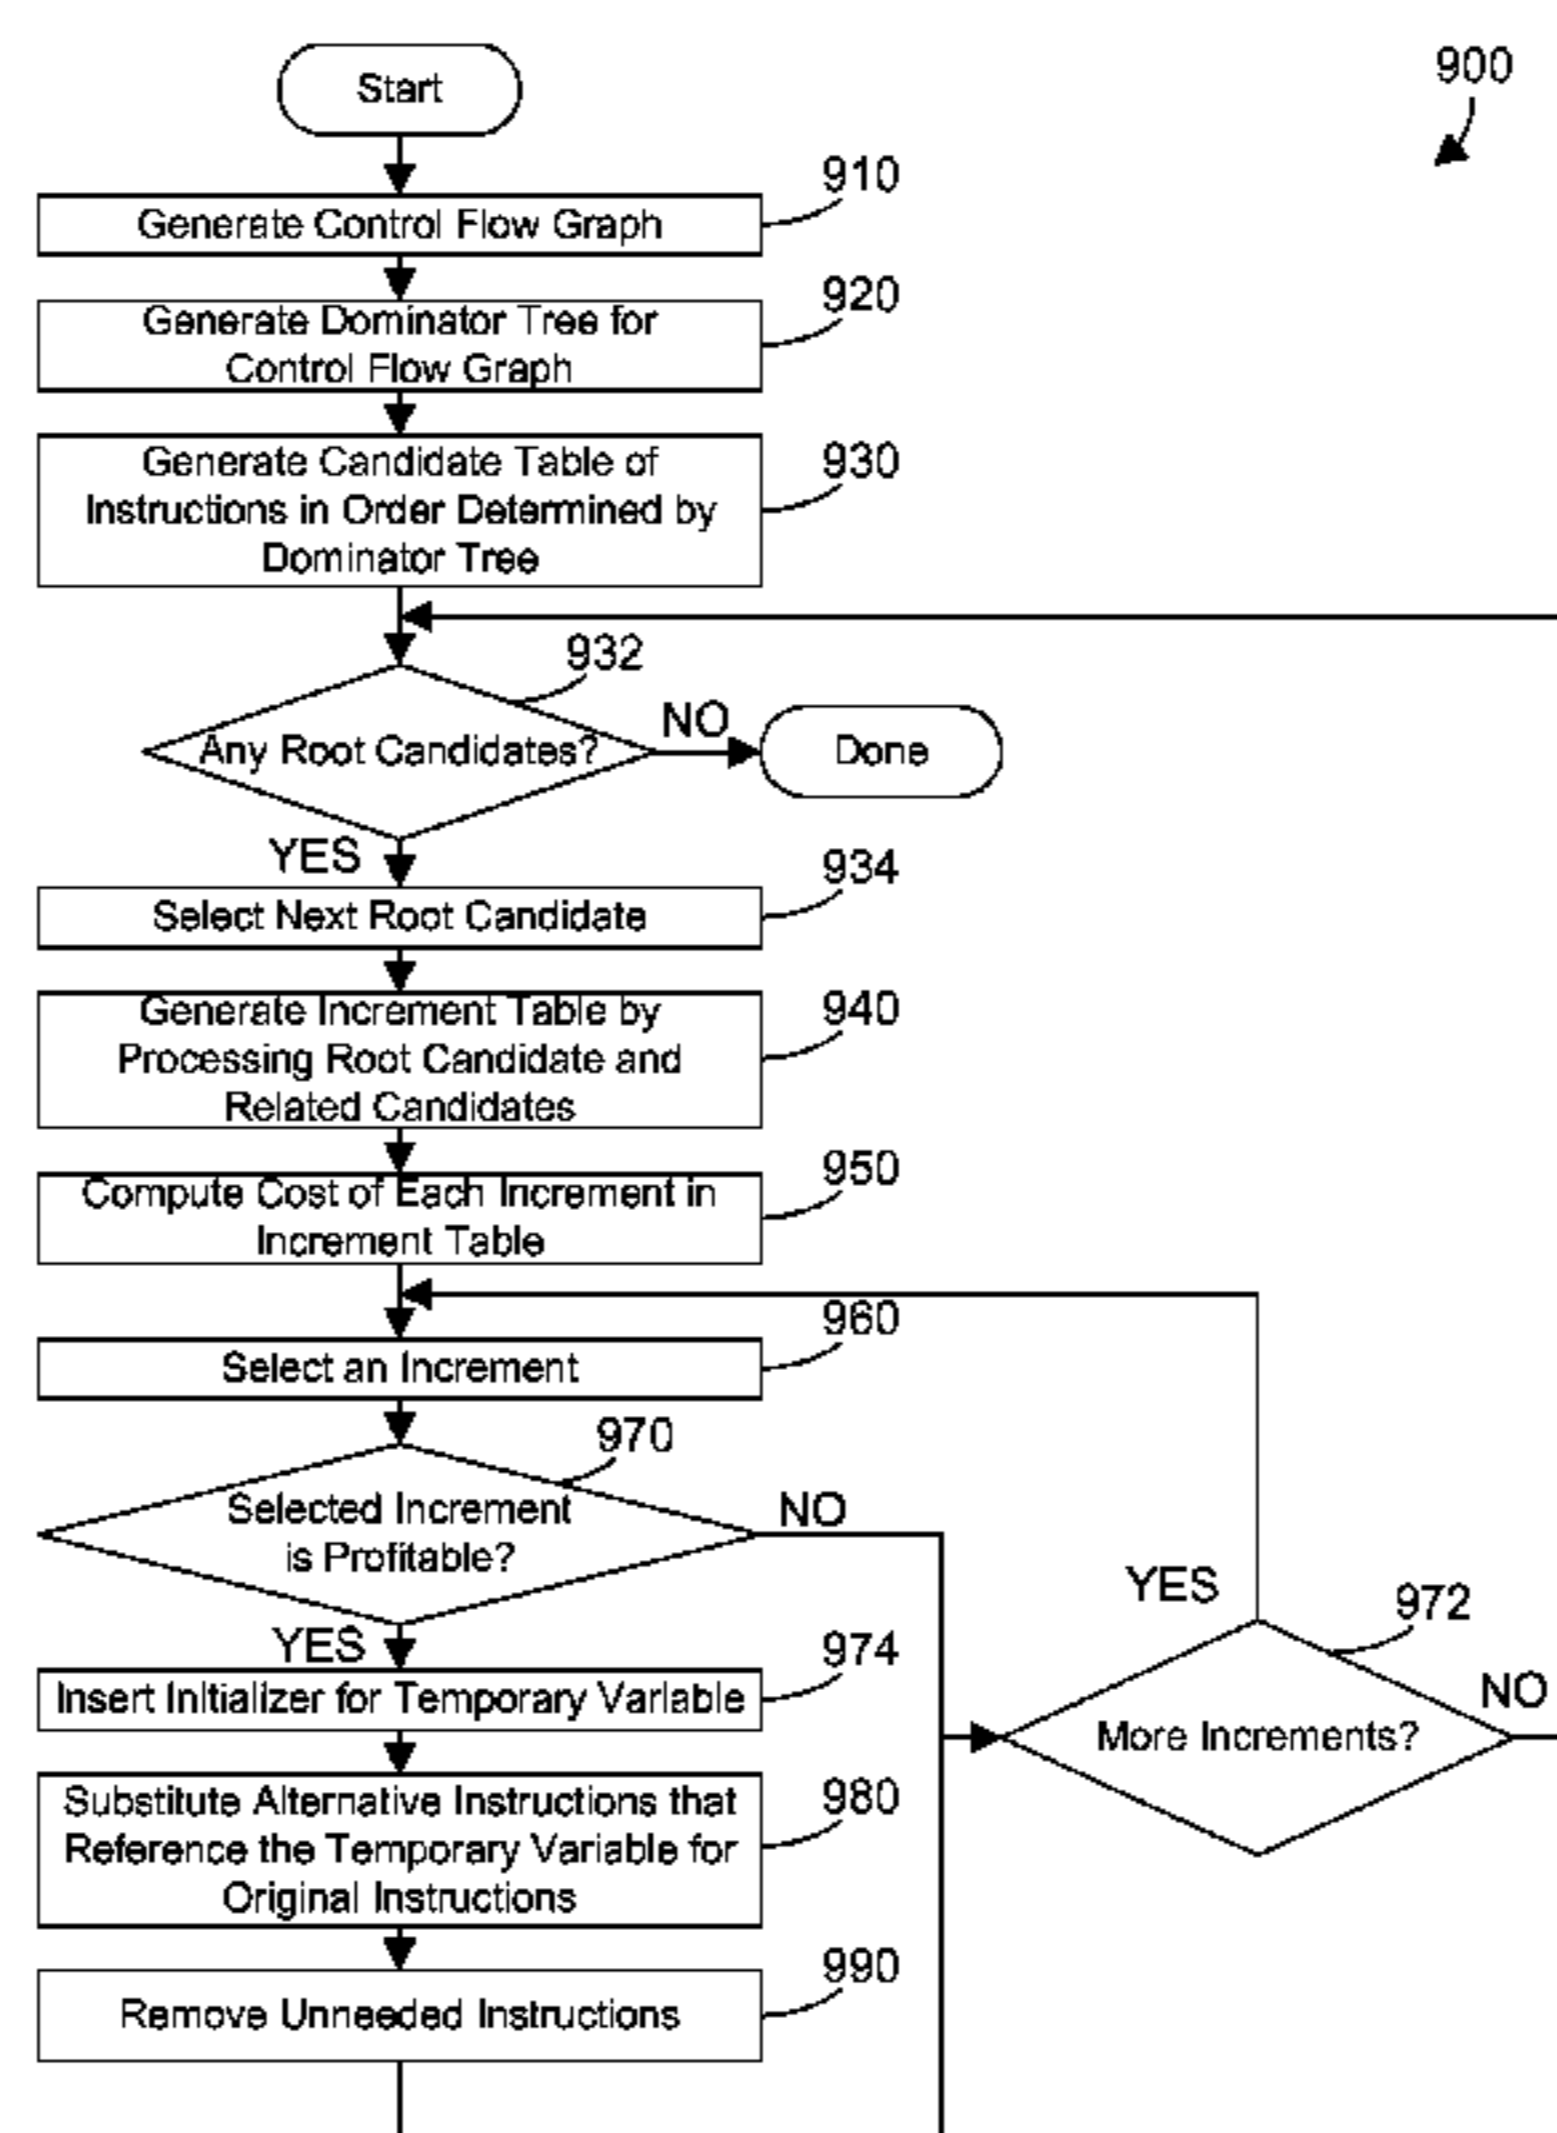 Start
900
910
Generate Control Flow Graph
920
Generate Dominator Tree for
Control Flow Graph
930
Generate Candidate Table of
Instructions in Order Determined by
Dominator Tree
932
Any Root Candidates?
NO
Done
YES
934
Select Next Root Candidate
940
Generate Increment Table by
Processing Root Candidate and
Related Candidates
950
Compute Cost of Each Increment in
Increment Table
960
Select an Increment
970
Selected Increment
is Profitable?
NO
YES
972
More Increments?
NO
YES
974
Insert Initializer for Temporary Variable
980
Substitute Alternative Instructions that
Reference the Temporary Variable for
Original Instructions
990
Remove Unneeded Instructions